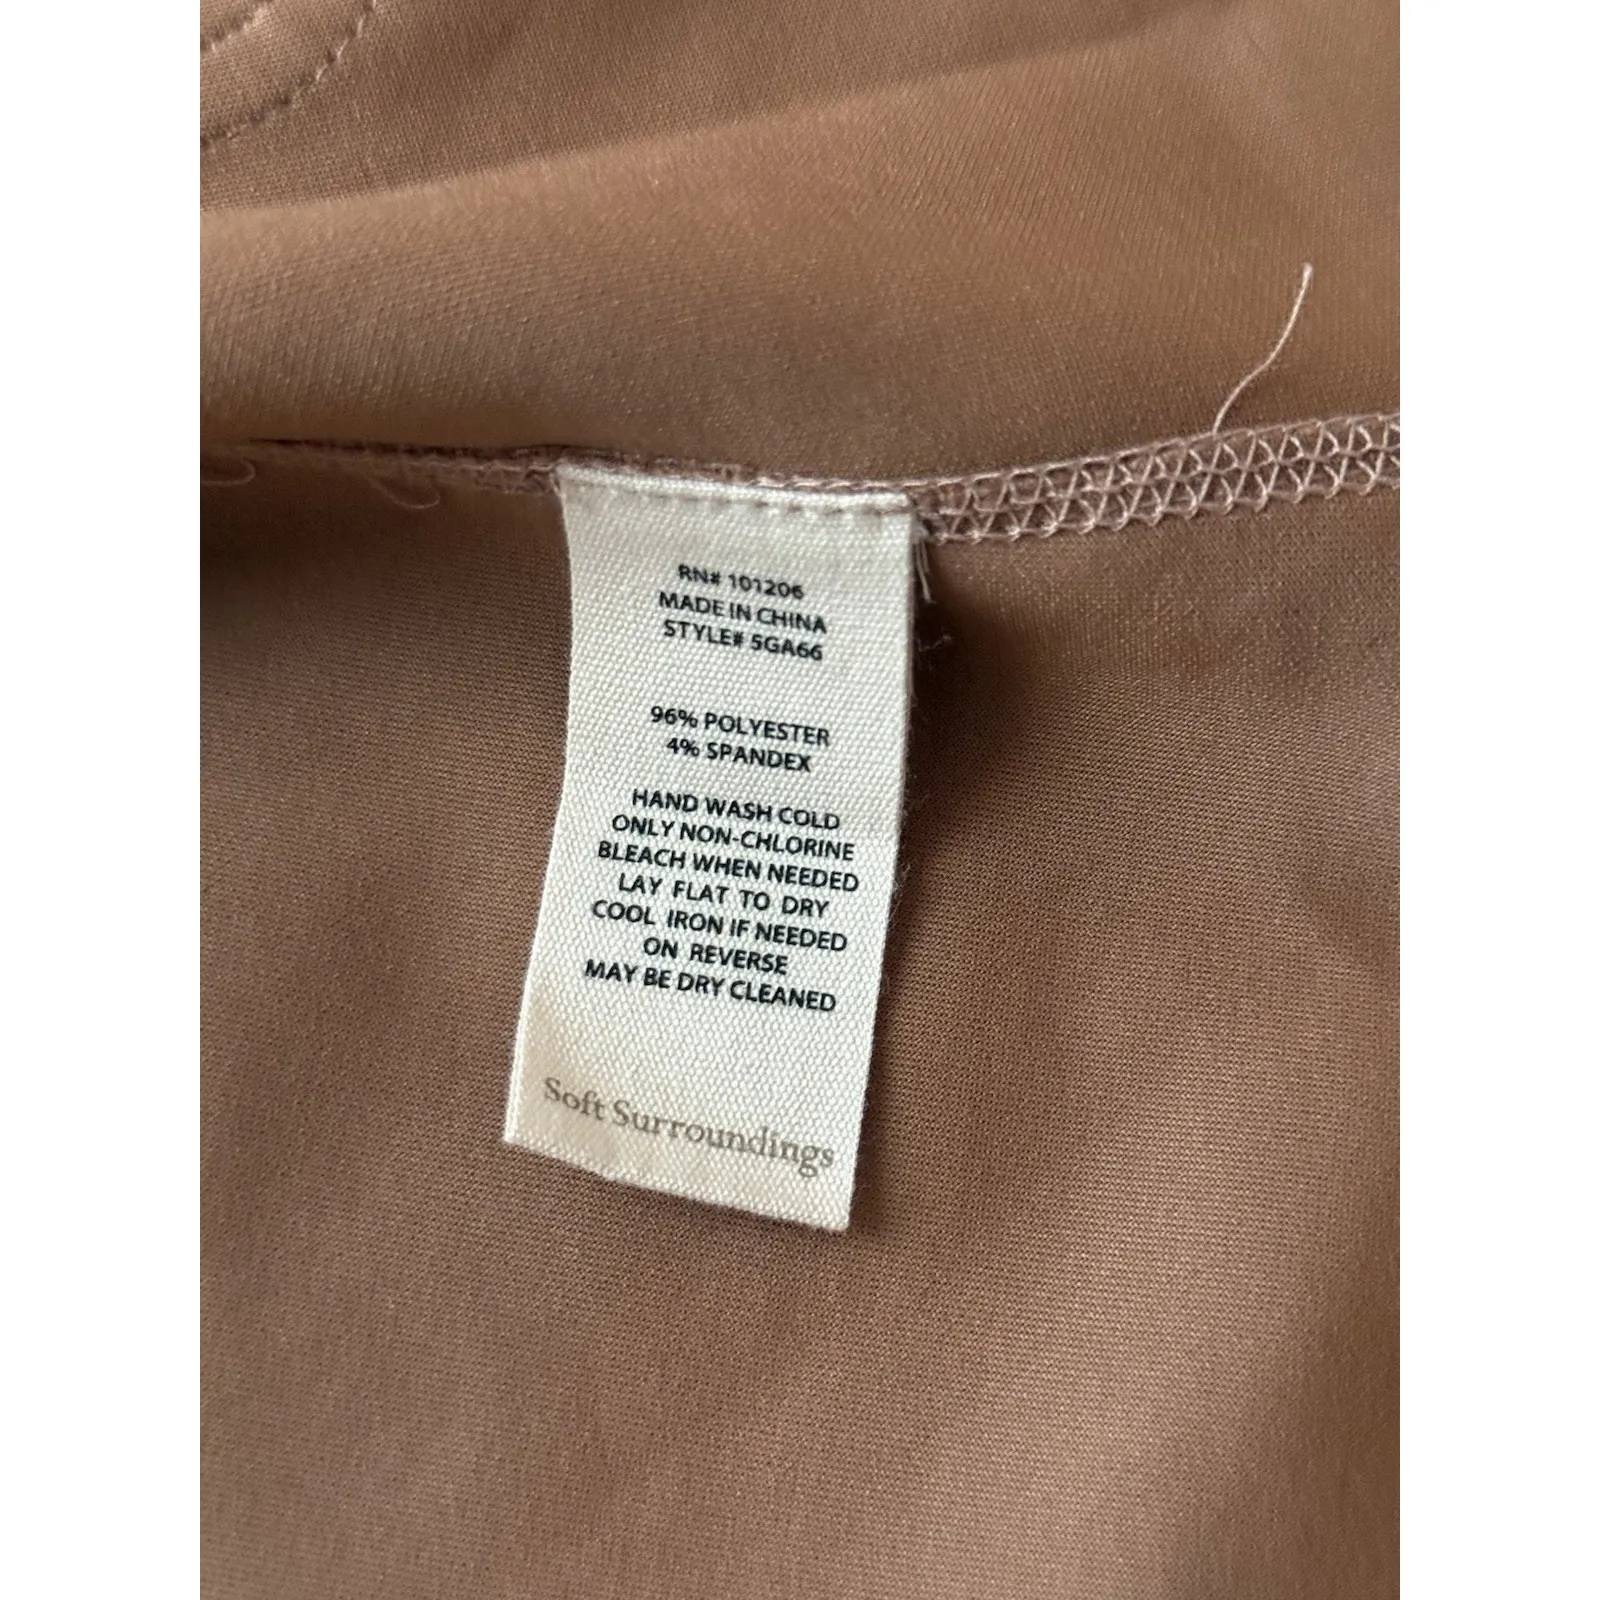 RN# 101206
MADE IN CHINA
STYLE# 5GA66
96% POLYESTER
4% SPANDEX
HAND WASH COLD
ONLY NON-CHLORINE
BLEACH WHEN NEEDED
LAY FLAT TO DRY
COOL IRON IF NEEDED
ON REVERSE
MAY BE DRY CLEANED
Soft Surroundings